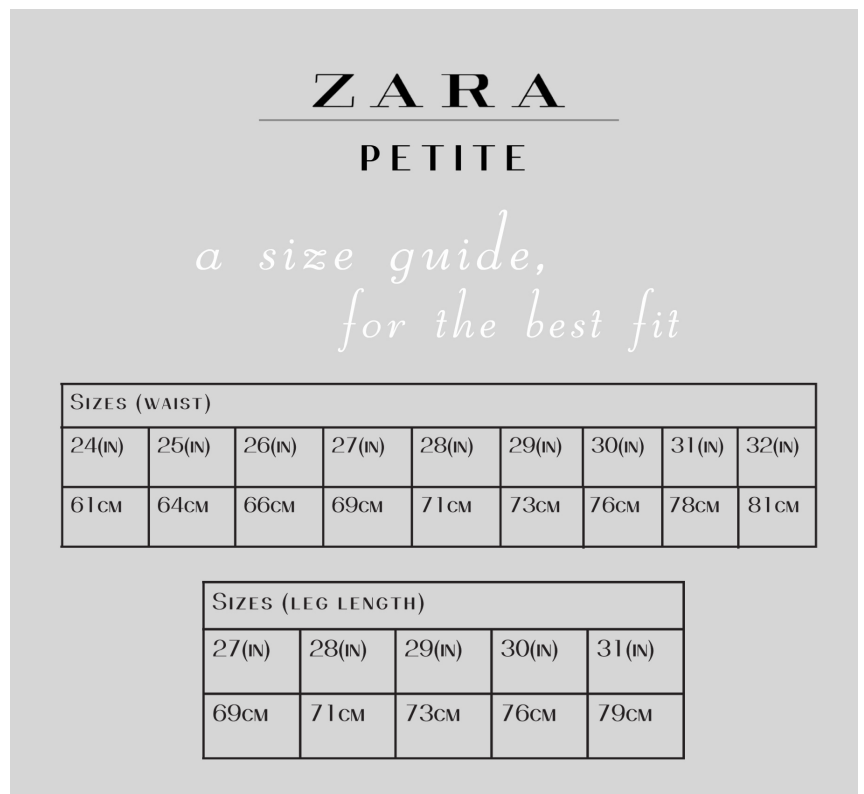 ZARA
PETITE
a size guide,
for the best fit
Sizes (waist)
24(in) 25(in) 26(in) 27(in) 28(in) 29(in) 30(in) 31(in) 32(in)
61cm 64cm 66cm 69cm 71cm 73cm 76cm 78cm 81cm
Sizes (leg length)
27(in) 28(in) 29(in) 30(in) 31(in)
69cm 71cm 73cm 76cm 79cm